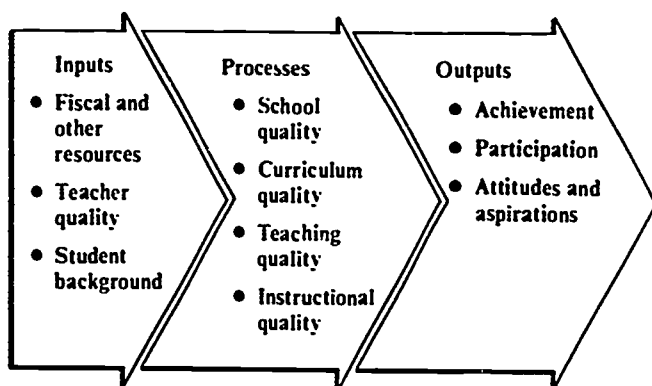 Inputs
● Fiscal and
other
resources
● Teacher
quality
● Student
background
Processes
● School
quality
● Curriculum
quality
● Teaching
quality
● Instructional
quality
Outputs
● Achievement
● Participation
● Attitudes and
aspirations